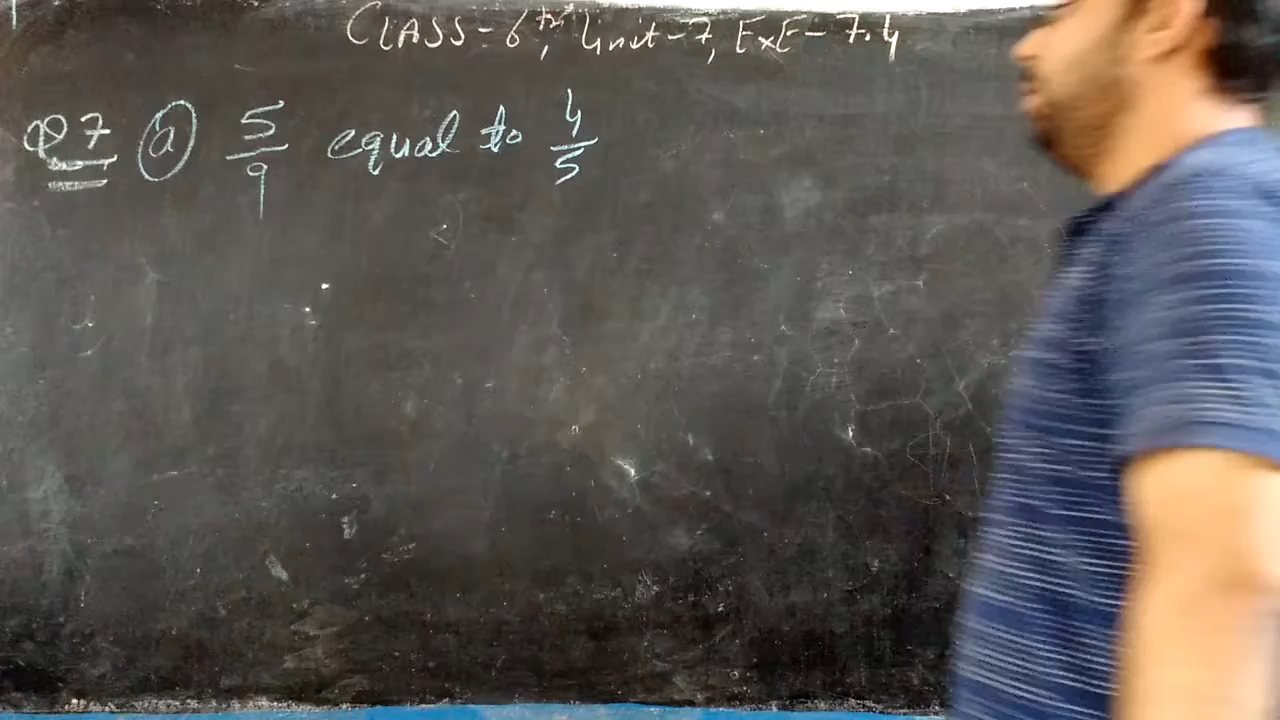 CLASS-6th, Unit-7, ExE-7.4
Q7 (a) 5/9 equal to 4/5